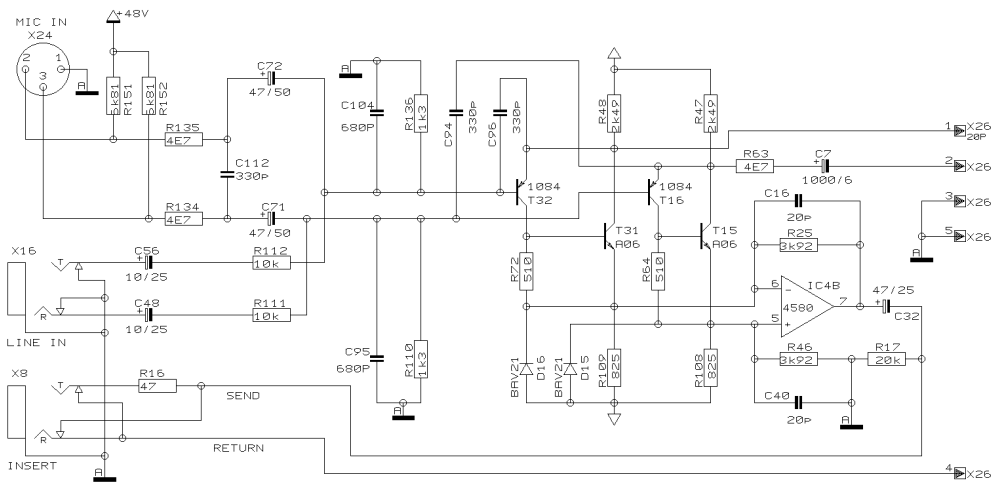 MIC IN
X24
+48V
2
1
3
A
5k81
R151
5k81
R152
R135
4E7
C72
+
47/50
C112
330p
R134
4E7
C71
+
47/50
A
C104
680P
R136
1k3
C94
330p
C96
330p
1084
T32
R48
2k49
R47
2k49
1084
T16
R63
4E7
C7
+
1000/6
1
X26
20P
2
X26
3
X26
5
X26
A
C16
20p
R25
3k92
T31
A06
T15
A06
R72
510
R64
510
6
-
5
+
IC4B
4580
7
47/25
+
C32
R46
3k92
R17
20k
C40
20p
A
X16
T
R
LINE IN
C56
+
10/25
R112
10k
C48
+
10/25
R111
10k
C95
680P
R110
1k3
A
BAV21
D16
BAV21
D15
R109
825
R108
825
X8
T
R
INSERT
R16
47
SEND
RETURN
A
4
X26